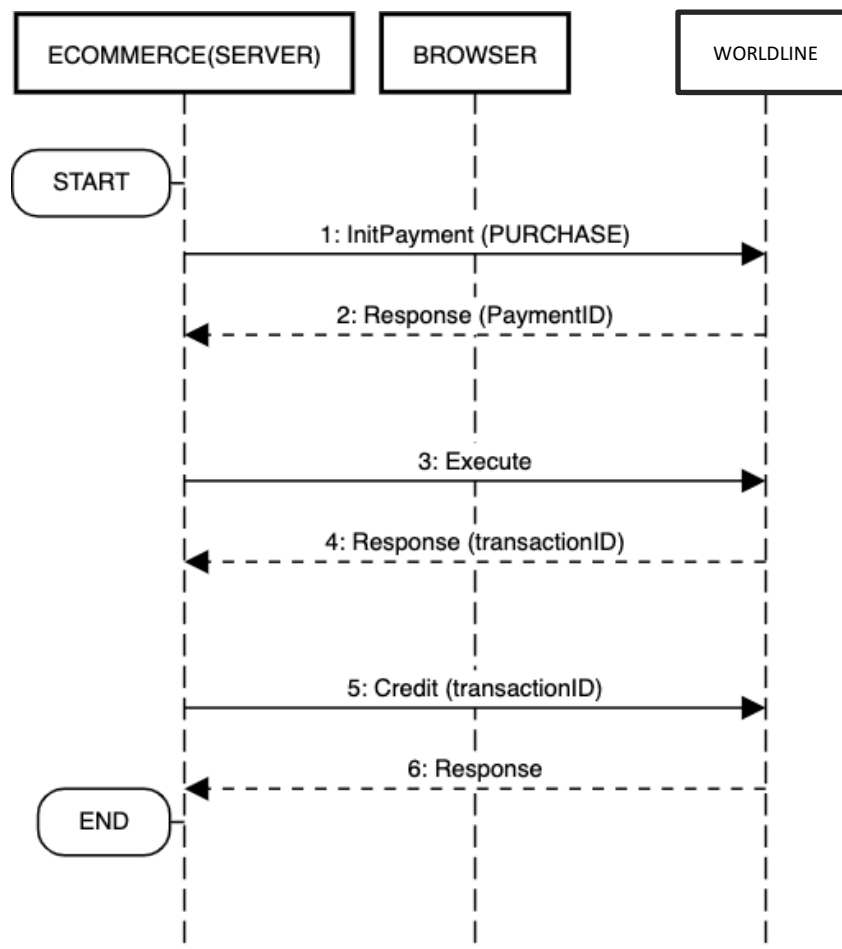 ECOMMERCE(SERVER)
BROWSER
WORLDLINE
START
1: InitPayment (PURCHASE)
2: Response (PaymentID)
3: Execute
4: Response (transactionID)
5: Credit (transactionID)
6: Response
END